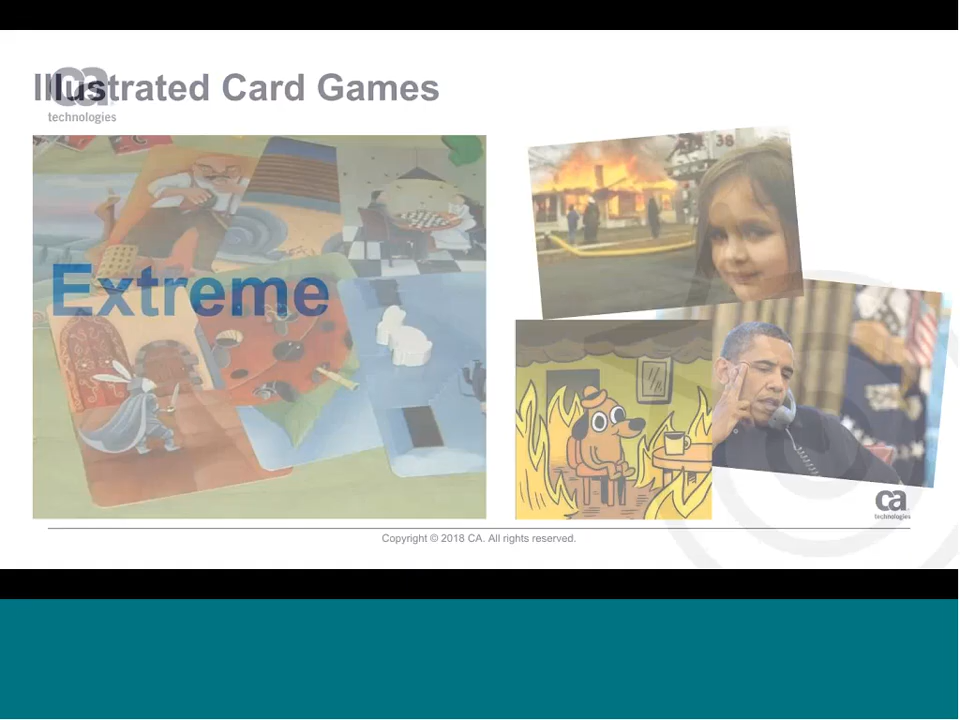 Illustrated Card Games
ca
technologies
38
Extreme
ca
technologies
Copyright © 2018 CA. All rights reserved.